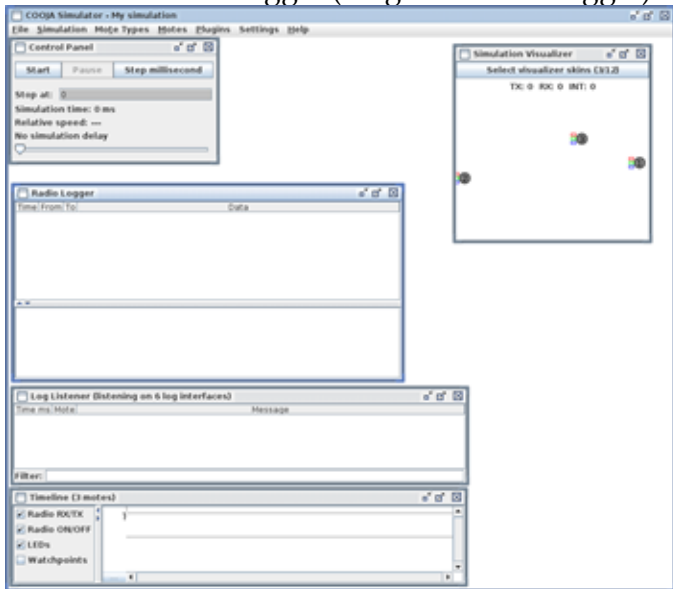 COOJA Simulator - My simulation
File Simulation Mote Types Motes Plugins Settings Help
Control Panel
Start Pause Step millisecond
Stop at: 0
Simulation time: 0 ms
Relative speed: ---
No simulation delay
Simulation Visualizer
Select visualizer skins (3/12)
TX: 0 RX: 0 INT: 0
Radio Logger
Time From To Data
Log Listener (listening on 6 log interfaces)
Time ms Mote Message
Filter:
Timeline (3 motes)
Radio RX/TX
Radio ON/OFF
LEDs
Watchpoints
1